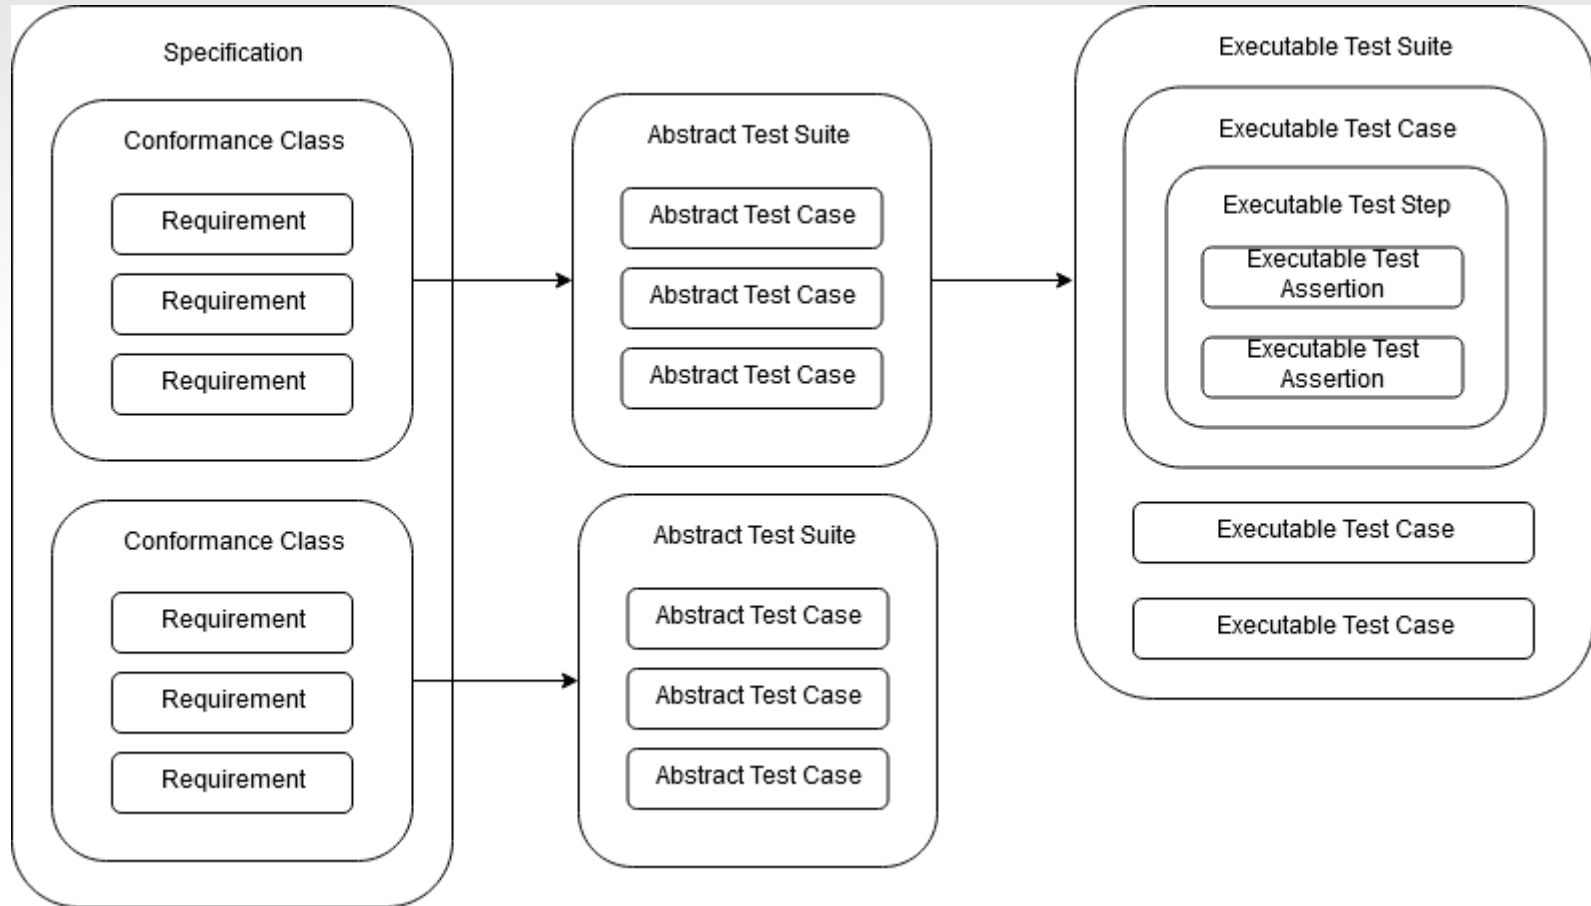 Specification
Conformance Class
Requirement
Requirement
Requirement
Conformance Class
Requirement
Requirement
Requirement
Abstract Test Suite
Abstract Test Case
Abstract Test Case
Abstract Test Case
Abstract Test Suite
Abstract Test Case
Abstract Test Case
Abstract Test Case
Executable Test Suite
Executable Test Case
Executable Test Step
Executable Test
Assertion
Executable Test
Assertion
Executable Test Case
Executable Test Case